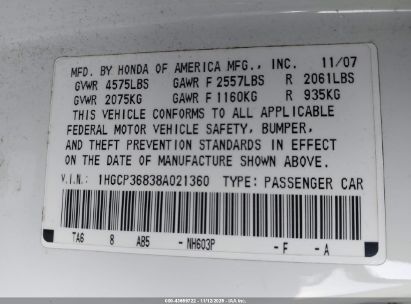 MFD. BY HONDA OF AMERICA MFG., INC. 11/07
GVWR 4575LBS GAWR F 2557LBS R 2061LBS
GVWR 2075KG GAWR F 1160KG R 935KG
THIS VEHICLE CONFORMS TO ALL APPLICABLE
FEDERAL MOTOR VEHICLE SAFETY, BUMPER,
AND THEFT PREVENTION STANDARDS IN EFFECT
ON THE DATE OF MANUFACTURE SHOWN ABOVE.
V.I.N.: 1HGCP36838A021360 TYPE: PASSENGER CAR
TA6 8 AB5 - NH603P - F - A